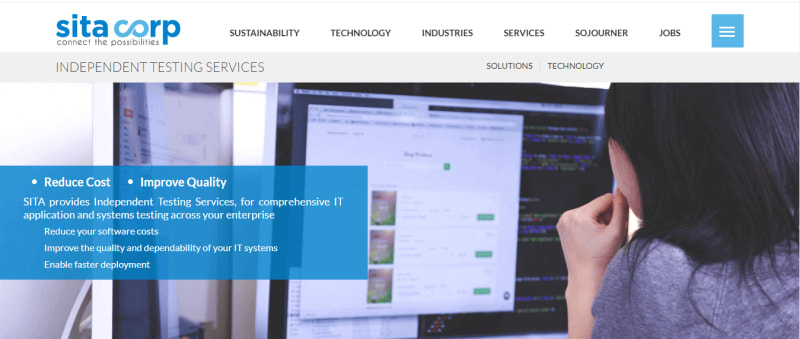 sita corp
connect the possibilities
SUSTAINABILITY TECHNOLOGY INDUSTRIES SERVICES SOJOURNER JOBS
INDEPENDENT TESTING SERVICES
SOLUTIONS | TECHNOLOGY
• Reduce Cost • Improve Quality
SITA provides Independent Testing Services, for comprehensive IT
application and systems testing across your enterprise
Reduce your software costs
Improve the quality and dependability of your IT systems
Enable faster deployment